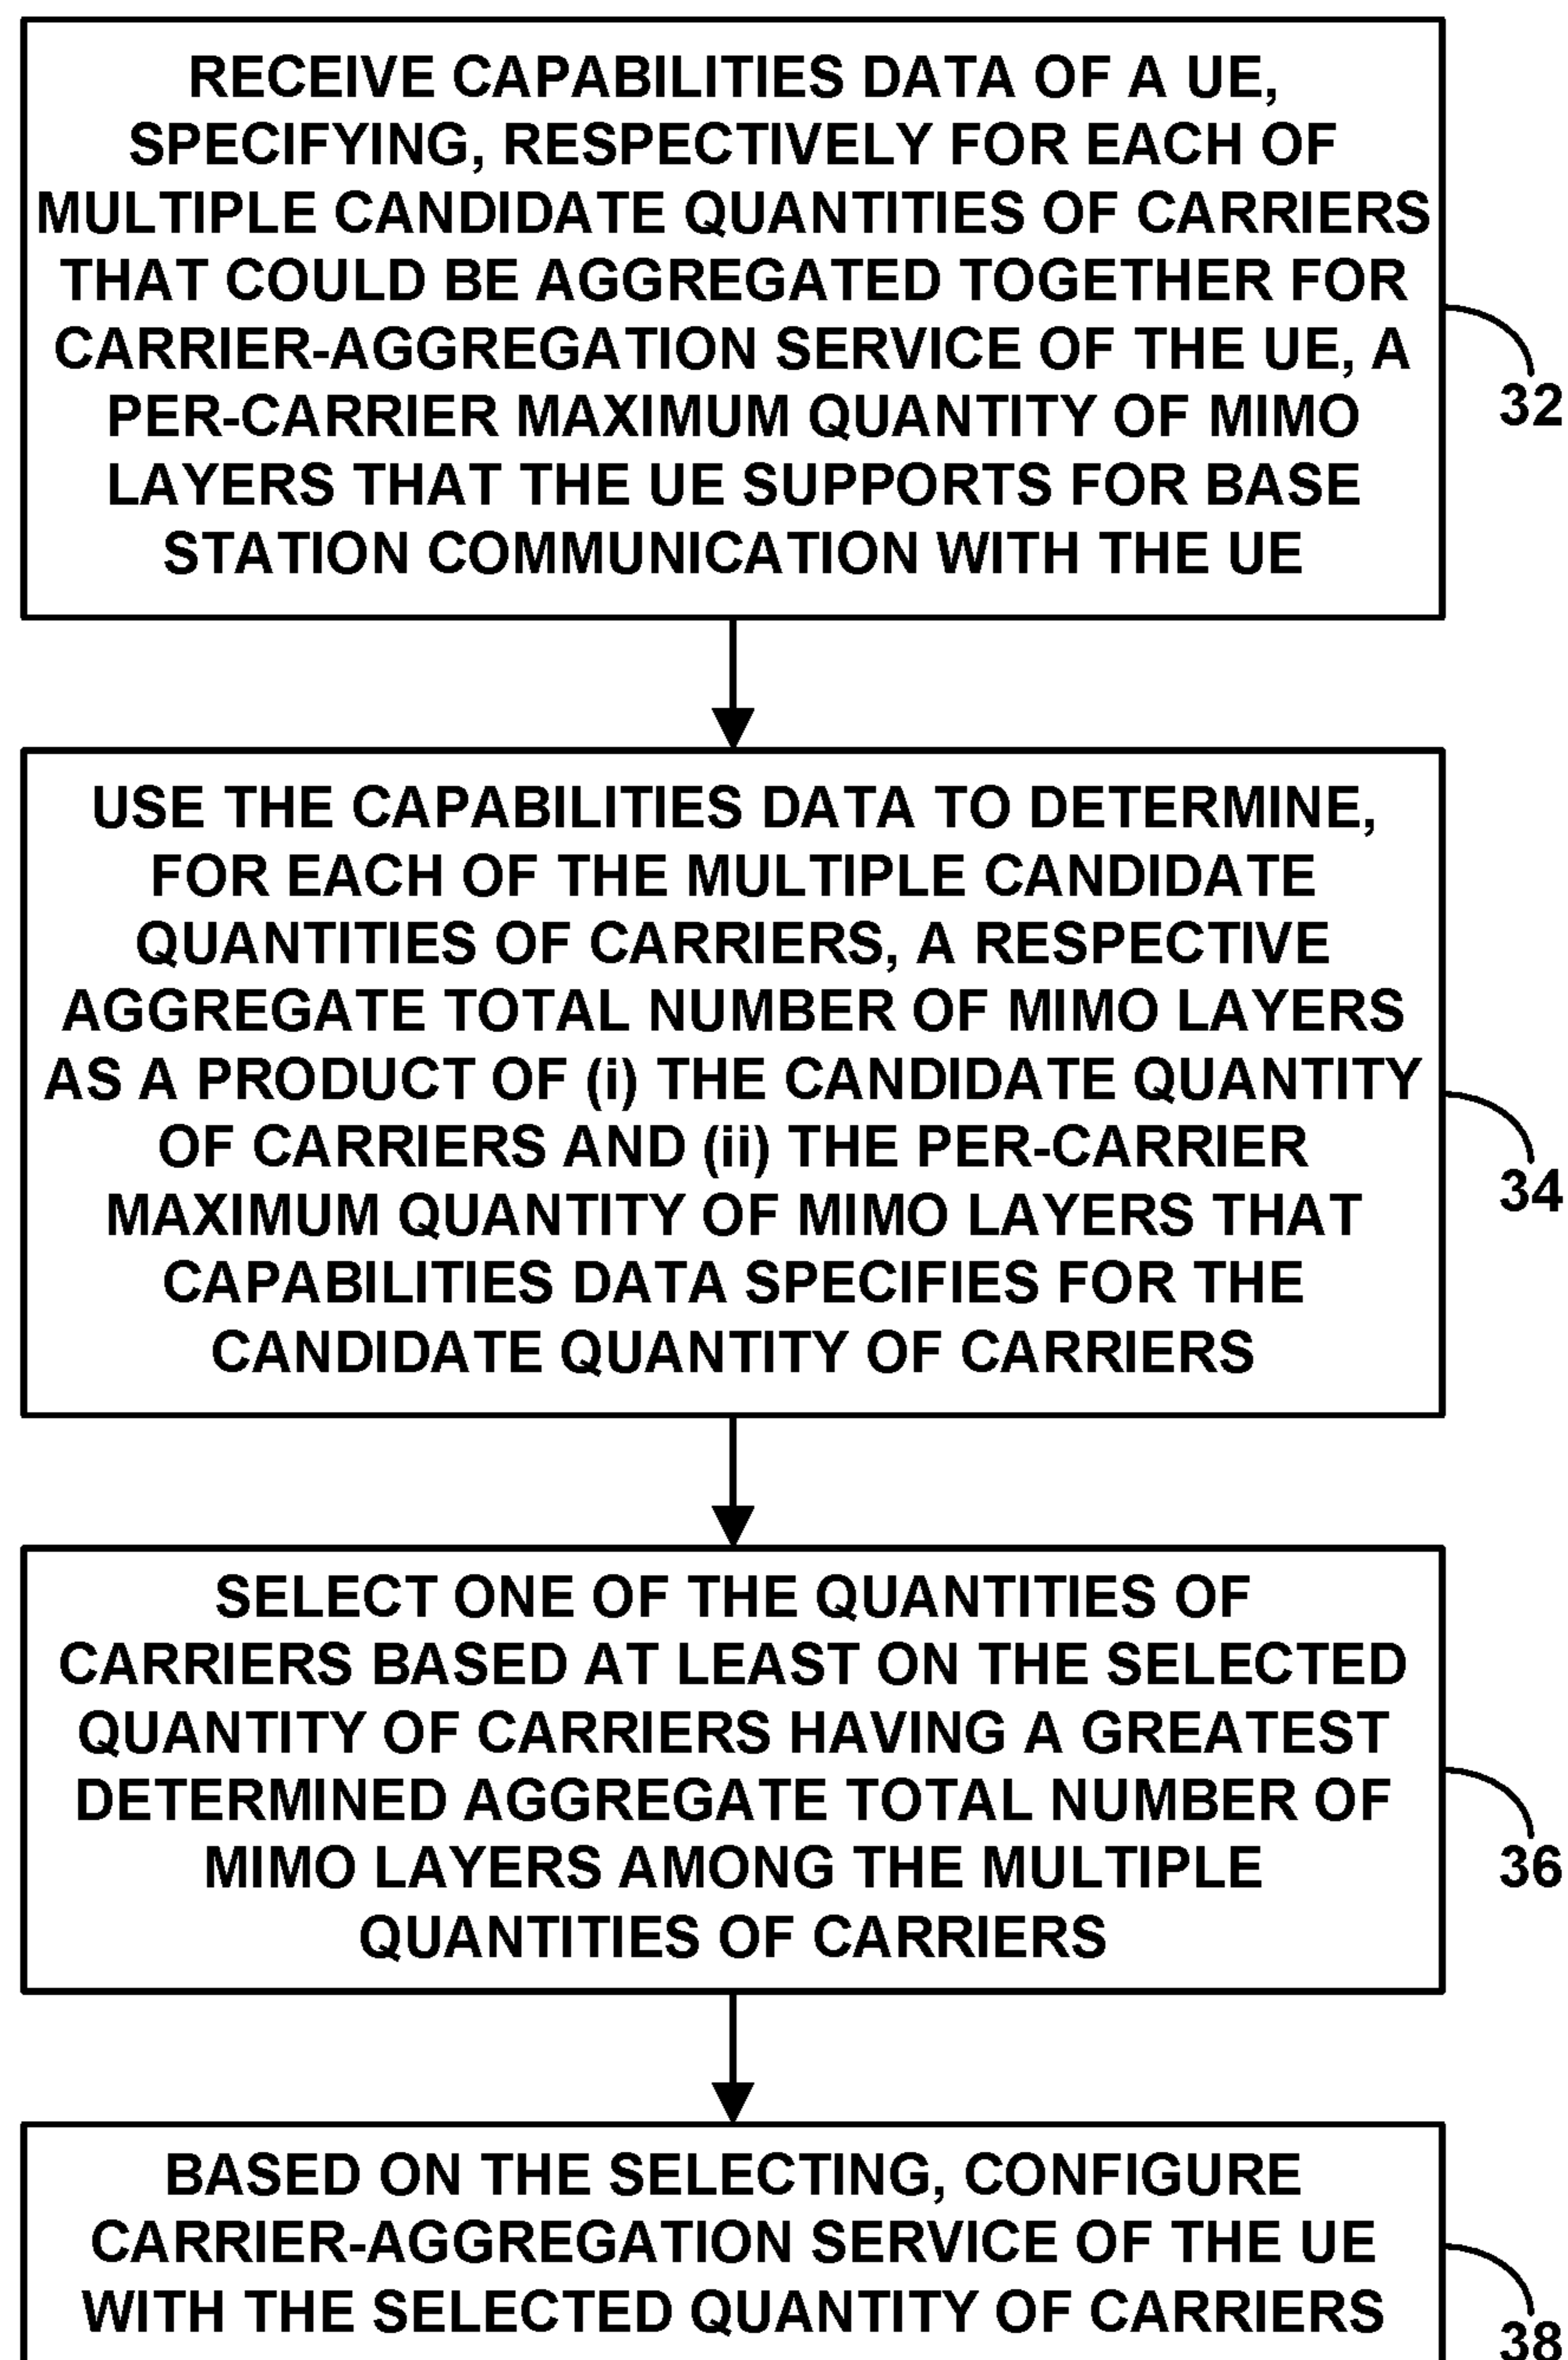 RECEIVE CAPABILITIES DATA OF A UE,
SPECIFYING, RESPECTIVELY FOR EACH OF
MULTIPLE CANDIDATE QUANTITIES OF CARRIERS
THAT COULD BE AGGREGATED TOGETHER FOR
CARRIER-AGGREGATION SERVICE OF THE UE, A
PER-CARRIER MAXIMUM QUANTITY OF MIMO
LAYERS THAT THE UE SUPPORTS FOR BASE
STATION COMMUNICATION WITH THE UE
32
USE THE CAPABILITIES DATA TO DETERMINE,
FOR EACH OF THE MULTIPLE CANDIDATE
QUANTITIES OF CARRIERS, A RESPECTIVE
AGGREGATE TOTAL NUMBER OF MIMO LAYERS
AS A PRODUCT OF (i) THE CANDIDATE QUANTITY
OF CARRIERS AND (ii) THE PER-CARRIER
MAXIMUM QUANTITY OF MIMO LAYERS THAT
CAPABILITIES DATA SPECIFIES FOR THE
CANDIDATE QUANTITY OF CARRIERS
34
SELECT ONE OF THE QUANTITIES OF
CARRIERS BASED AT LEAST ON THE SELECTED
QUANTITY OF CARRIERS HAVING A GREATEST
DETERMINED AGGREGATE TOTAL NUMBER OF
MIMO LAYERS AMONG THE MULTIPLE
QUANTITIES OF CARRIERS
36
BASED ON THE SELECTING, CONFIGURE
CARRIER-AGGREGATION SERVICE OF THE UE
WITH THE SELECTED QUANTITY OF CARRIERS
38